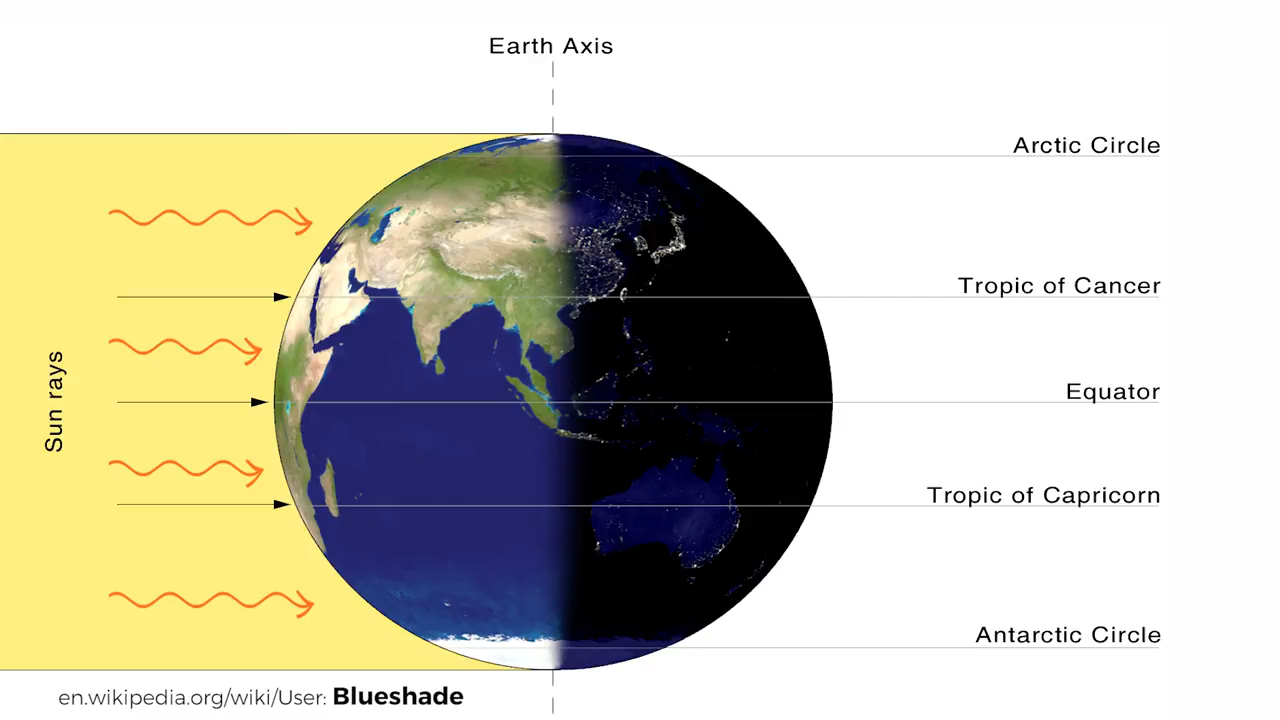 Earth Axis
Arctic Circle
Tropic of Cancer
Sun rays
Equator
Tropic of Capricorn
Antarctic Circle
en.wikipedia.org/wiki/User: Blueshade